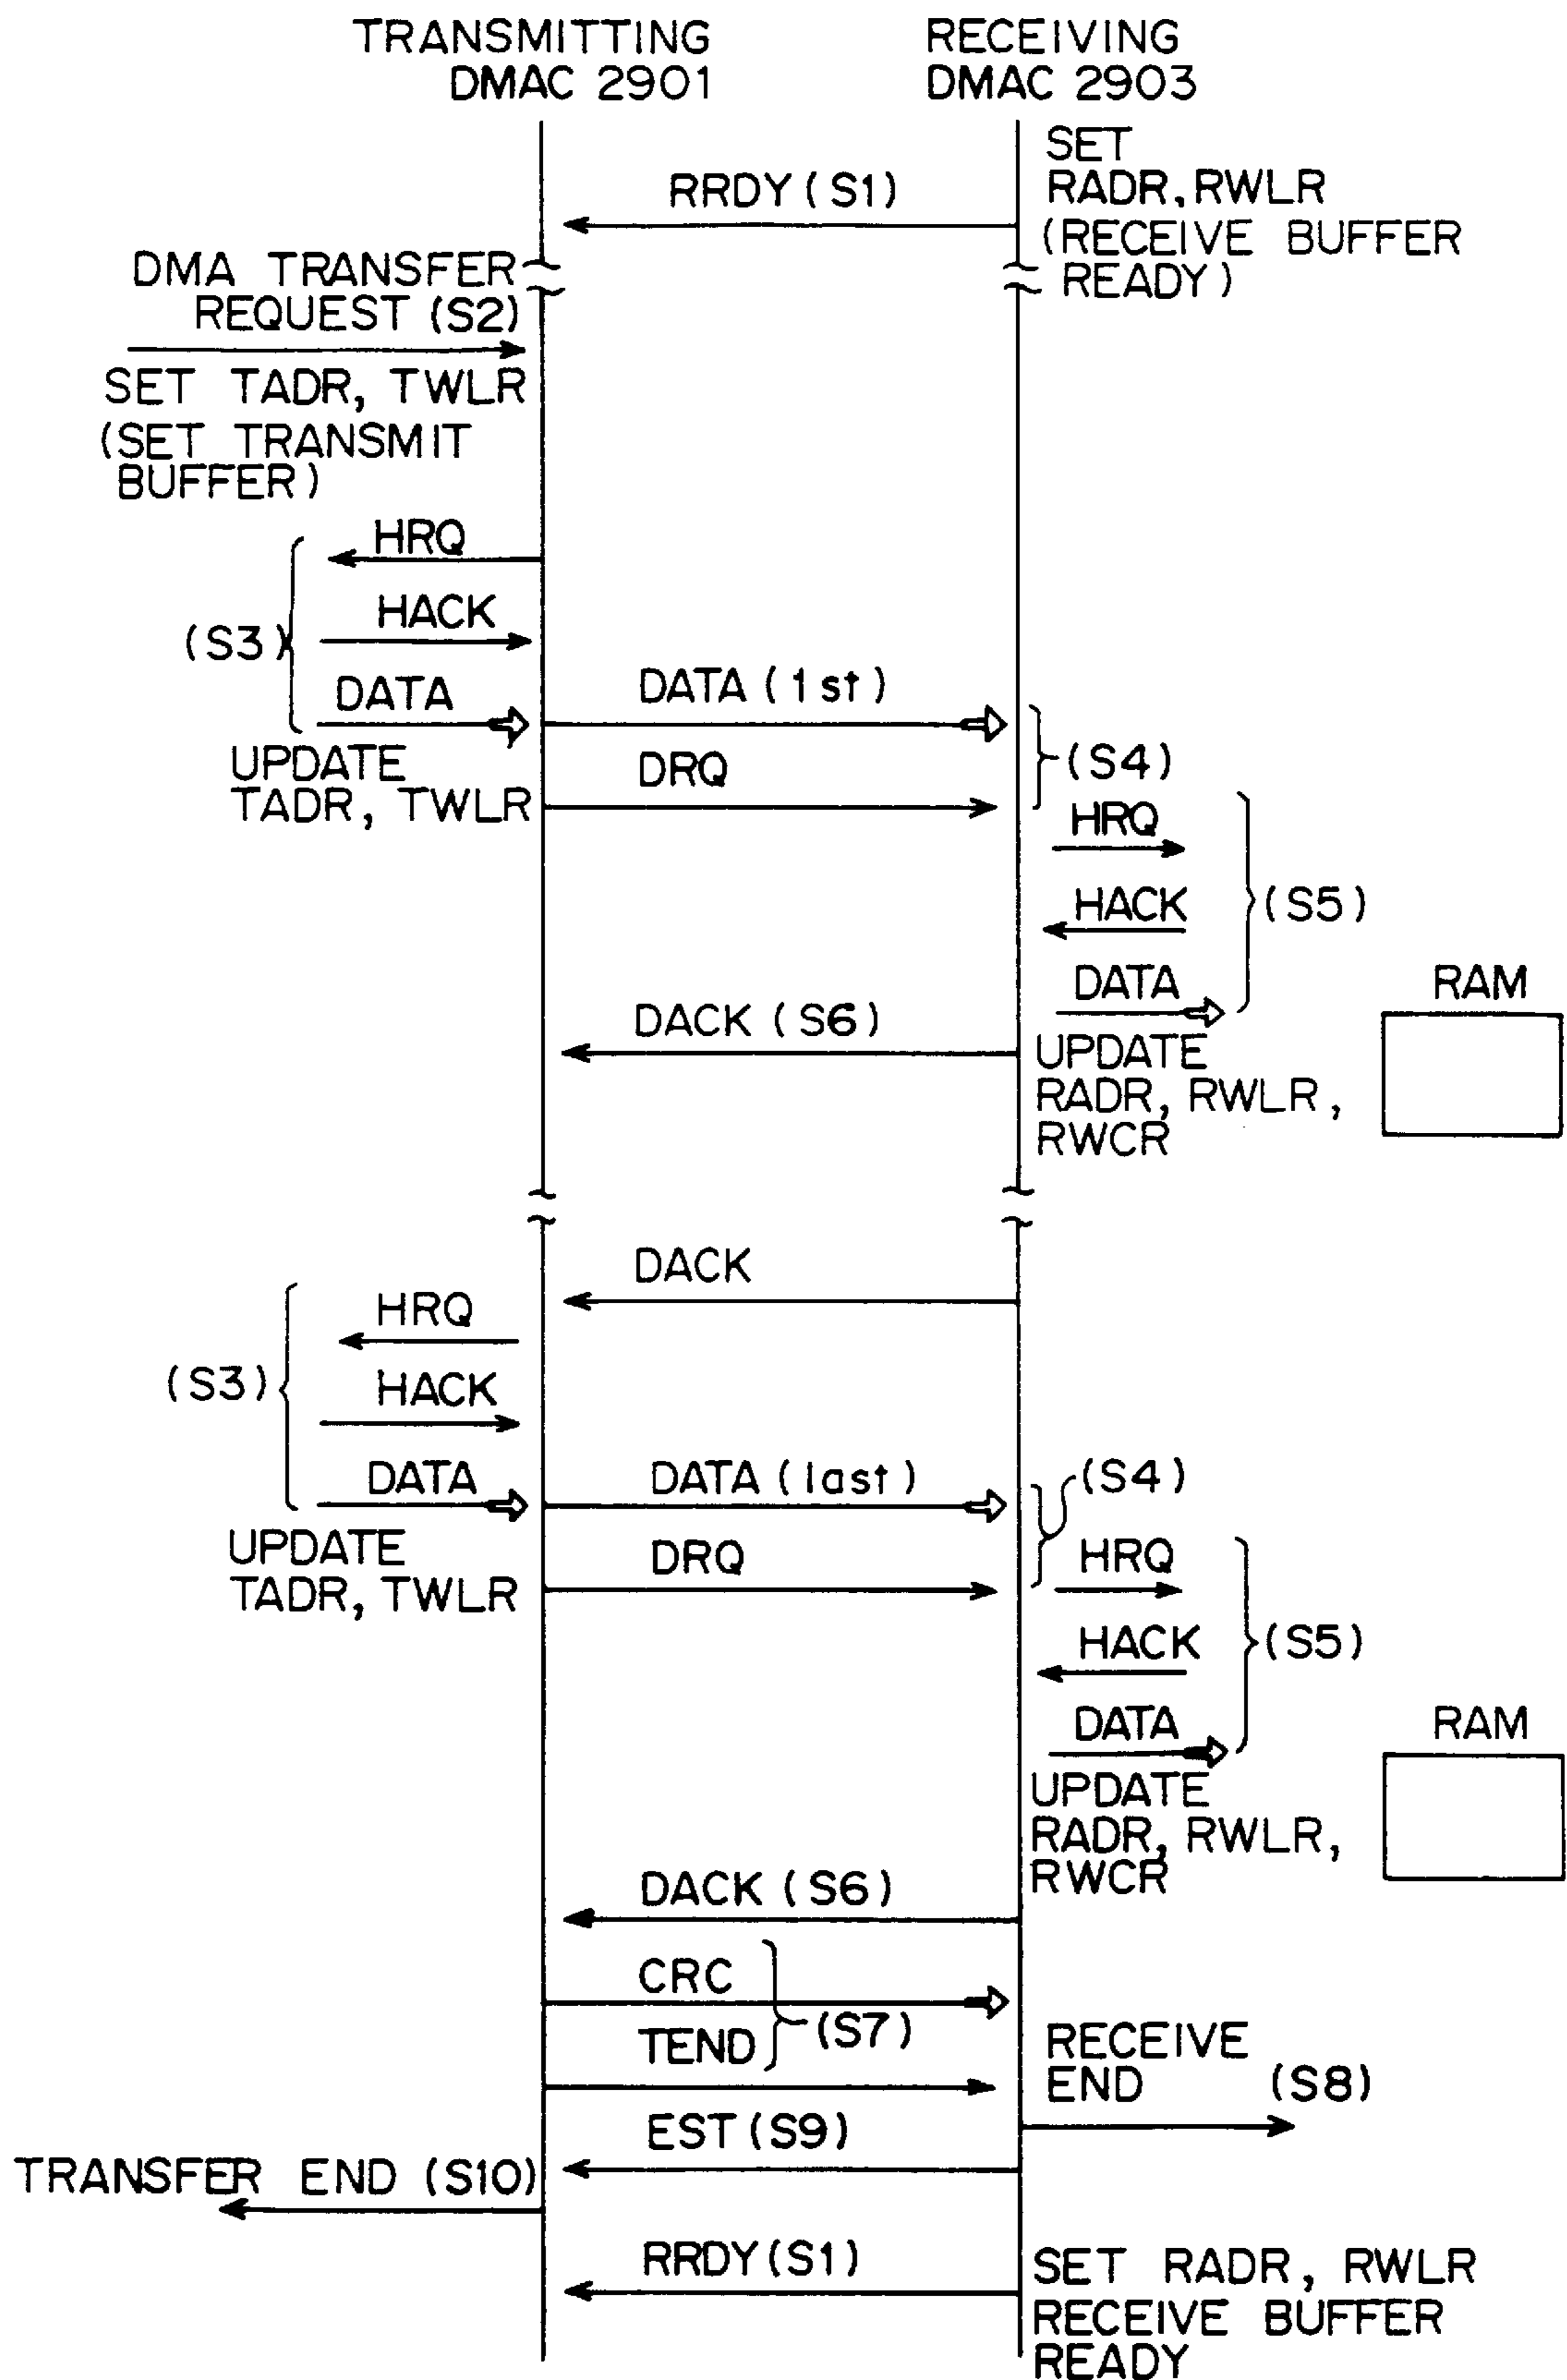 TRANSMITTING
DMAC 2901
RECEIVING
DMAC 2903
SET
RADR, RWLR
(RECEIVE BUFFER
READY)
RRDY (S1)
DMA TRANSFER
REQUEST (S2)
SET TADR, TWLR
(SET TRANSMIT
BUFFER)
HRQ
HACK
(S3)
DATA
DATA (1st)
UPDATE
TADR, TWLR
DRQ
(S4)
HRQ
HACK
(S5)
DATA
RAM
DACK (S6)
UPDATE
RADR, RWLR,
RWCR
DACK
HRQ
(S3)
HACK
DATA
DATA (last)
(S4)
UPDATE
TADR, TWLR
DRQ
HRQ
HACK
(S5)
DATA
RAM
UPDATE
RADR, RWLR,
RWCR
DACK (S6)
CRC
TEND
(S7)
RECEIVE
END (S8)
EST (S9)
TRANSFER END (S10)
RRDY (S1)
SET RADR, RWLR
RECEIVE BUFFER
READY